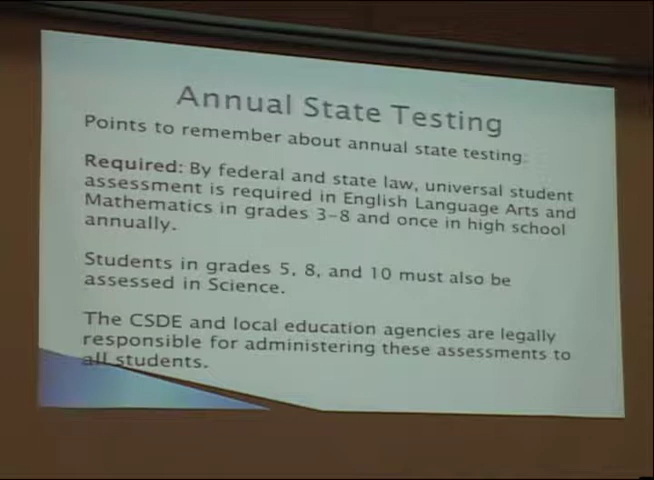 Annual State Testing
Points to remember about annual state testing:
Required: By federal and state law, universal student
assessment is required in English Language Arts and
Mathematics in grades 3-8 and once in high school
annually.
Students in grades 5, 8, and 10 must also be
assessed in Science.
The CSDE and local education agencies are legally
responsible for administering these assessments to
all students.